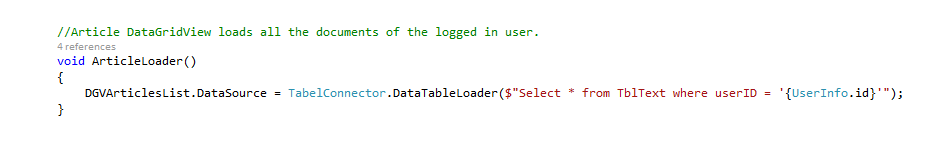 //Article DataGridView loads all the documents of the logged in user.
4 references
void ArticleLoader()
{
DGVArticlesList.DataSource = TabelConnector.DataTableLoader($"Select * from TblText where userID = '{UserInfo.id}'");
}